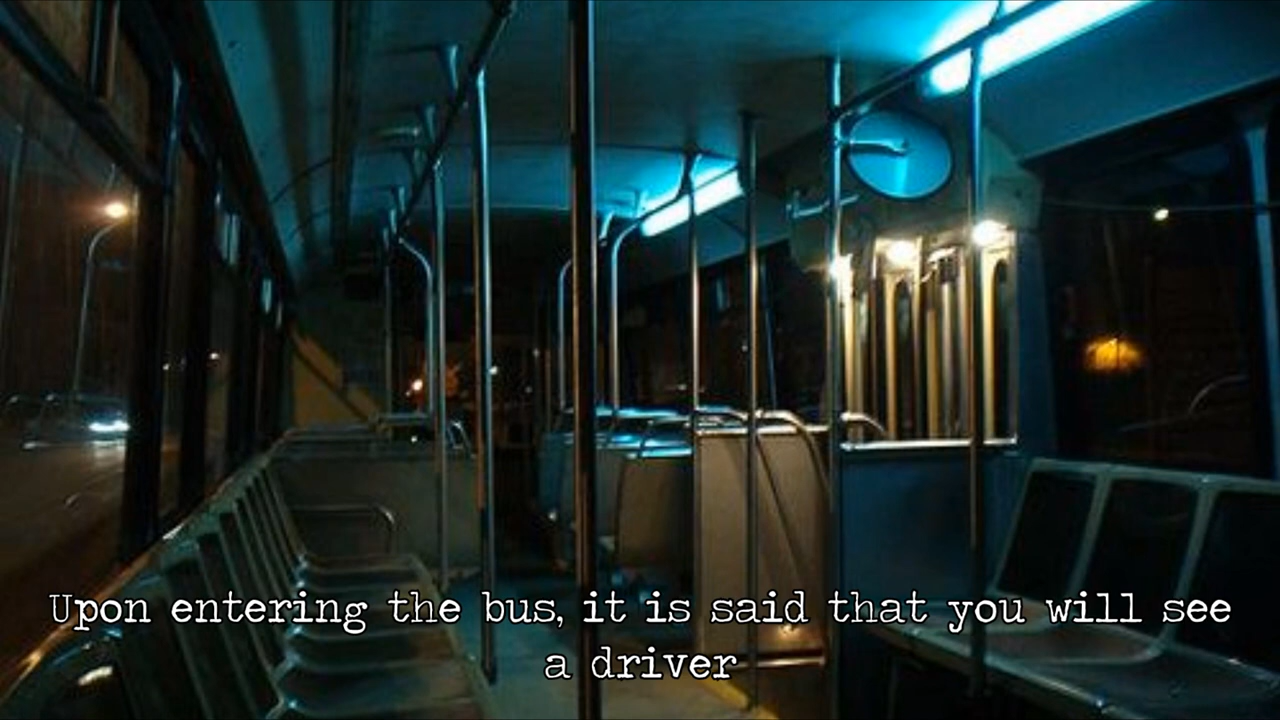 Upon entering the bus, it is said that you will see
a driver